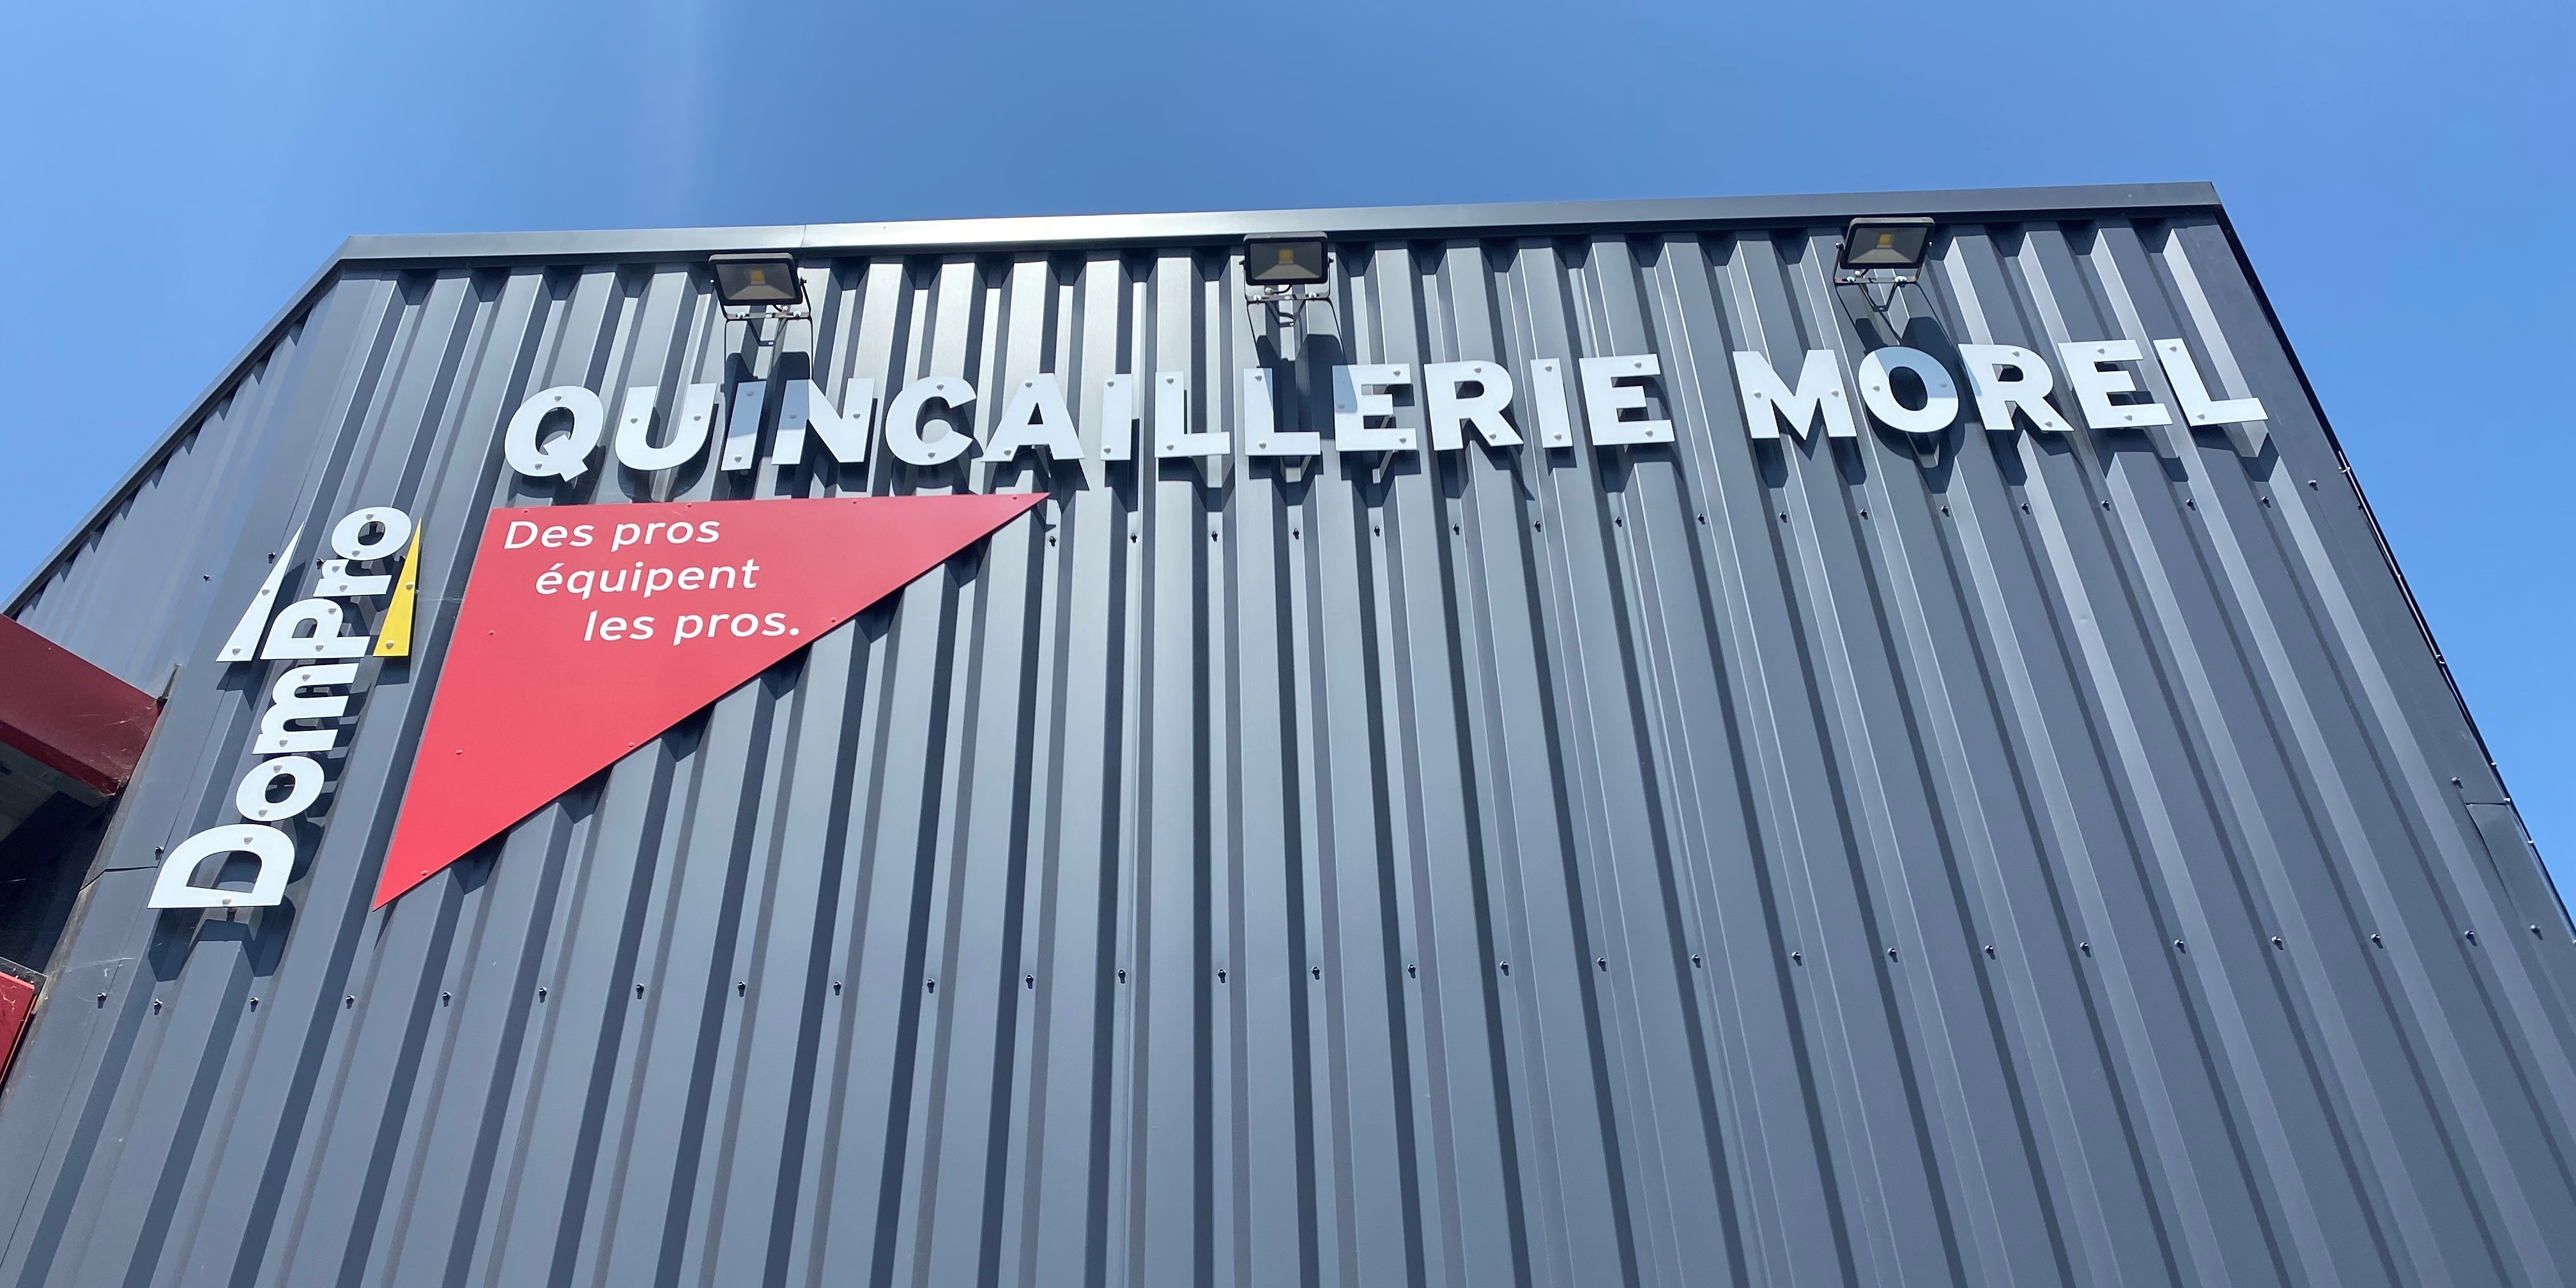 QUINCAILLERIE MOREL
DomPro
Des pros
équipent
les pros.